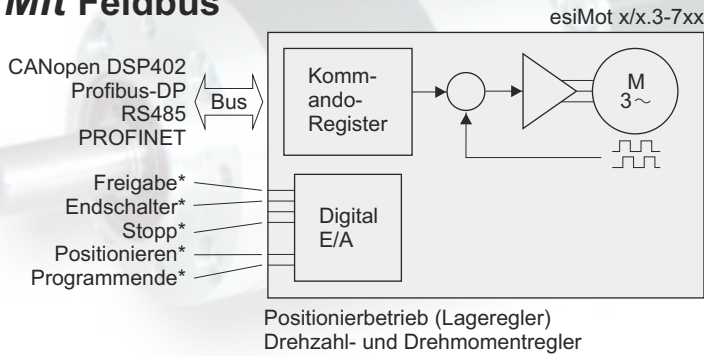 Mit Feldbus
esiMot x/x.3-7xx
CANopen DSP402
Profibus-DP
RS485
PROFINET
Bus
Komm-
ando-
Register
M
3~
Freigabe*
Endschalter*
Stopp*
Positionieren*
Programmende*
Digital
E/A
Positionierbetrieb (Lageregler)
Drehzahl- und Drehmomentregler